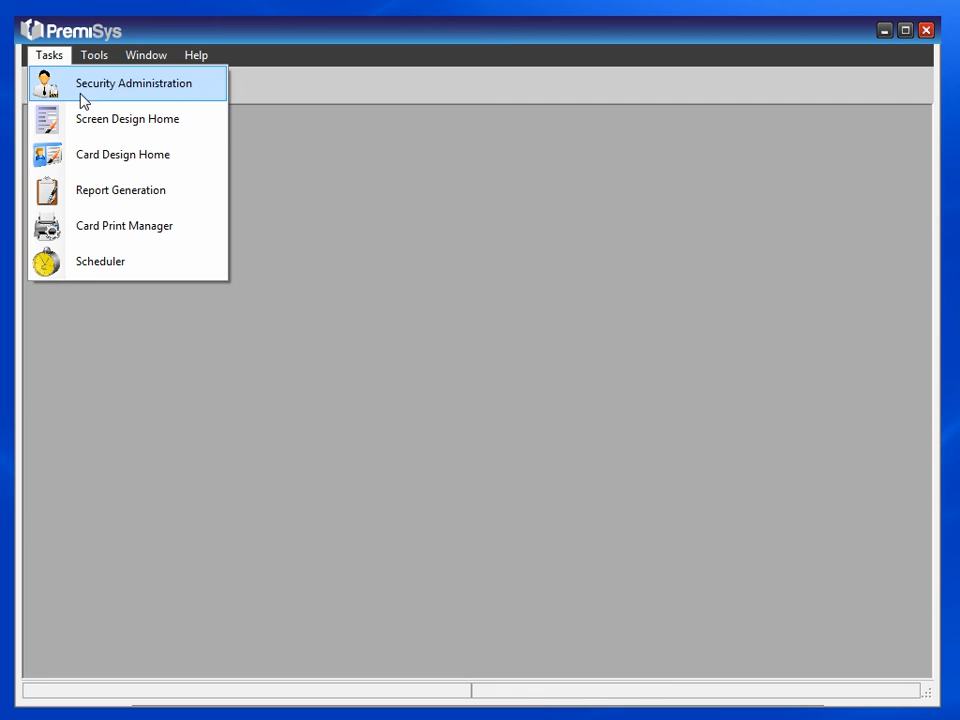 PremiSys
Tasks Tools Window Help
Security Administration
Screen Design Home
Card Design Home
Report Generation
Card Print Manager
Scheduler